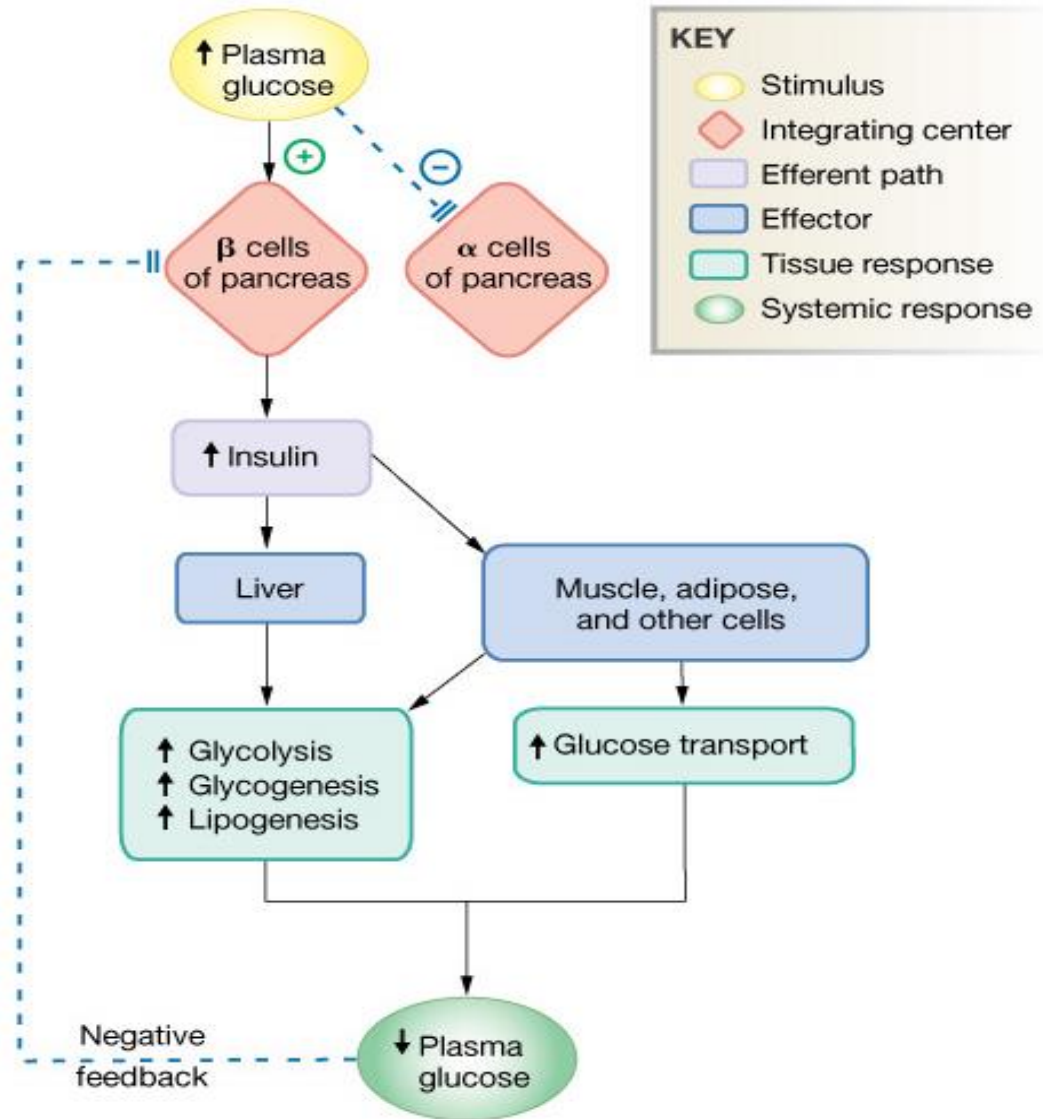 ↑ Plasma
glucose
+
−
β cells
of pancreas
α cells
of pancreas
↑ Insulin
Liver
Muscle, adipose,
and other cells
↑ Glycolysis
↑ Glycogenesis
↑ Lipogenesis
↑ Glucose transport
Negative
feedback
↓ Plasma
glucose
KEY
Stimulus
Integrating center
Efferent path
Effector
Tissue response
Systemic response